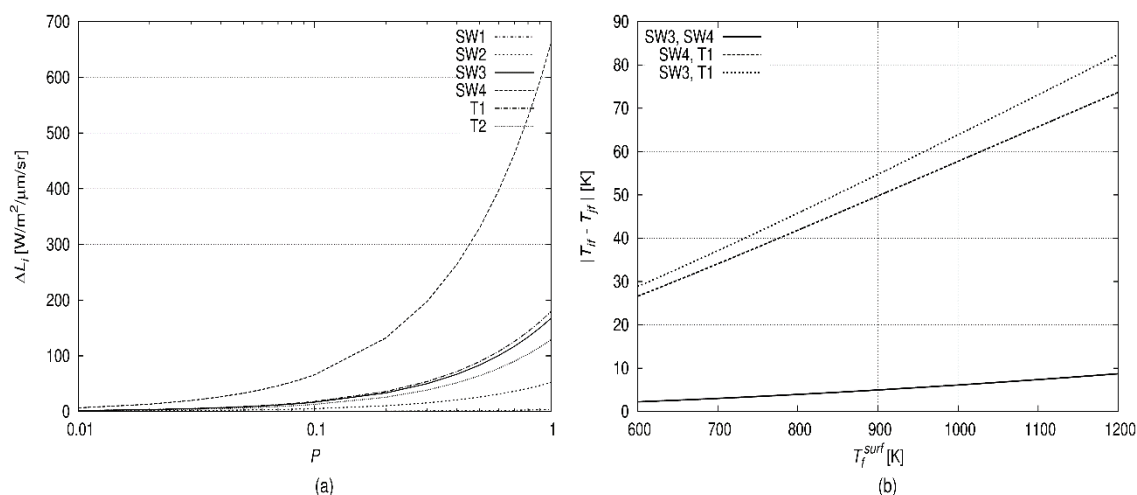 700
600
500
400
300
200
100
0
0.01
0.1
1
ΔL_i [W/m²/μm/sr]
P
SW1
SW2
SW3
SW4
T1
T2
(a)
90
80
70
60
50
40
30
20
10
0
600
700
800
900
1000
1100
1200
| T_if - T_jf | [K]
T_f^surf [K]
SW3, SW4
SW4, T1
SW3, T1
(b)